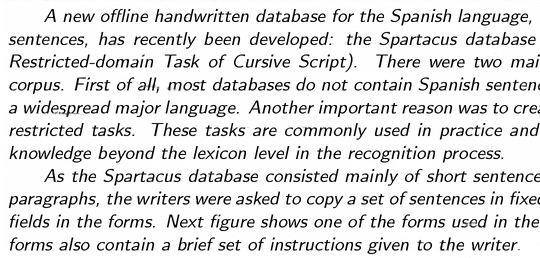 A new offline handwritten database for the Spanish language,
sentences, has recently been developed: the Spartacus database
Restricted-domain Task of Cursive Script). There were two mai
corpus. First of all, most databases do not contain Spanish senten
a widespread major language. Another important reason was to crea
restricted tasks. These tasks are commonly used in practice and
knowledge beyond the lexicon level in the recognition process.
As the Spartacus database consisted mainly of short sentence
paragraphs, the writers were asked to copy a set of sentences in fixed
fields in the forms. Next figure shows one of the forms used in the
forms also contain a brief set of instructions given to the writer.